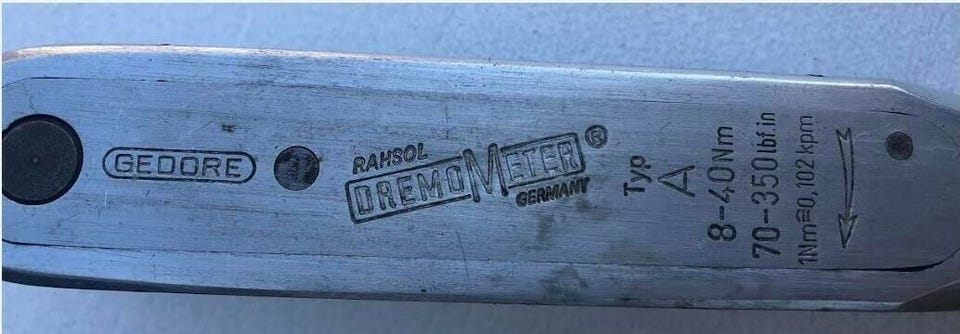 GEDORE
RAHSOL
DREMOMETER®
GERMANY
Typ
A
8-40Nm
70-350lbf.in
1Nm≙0,102 kpm